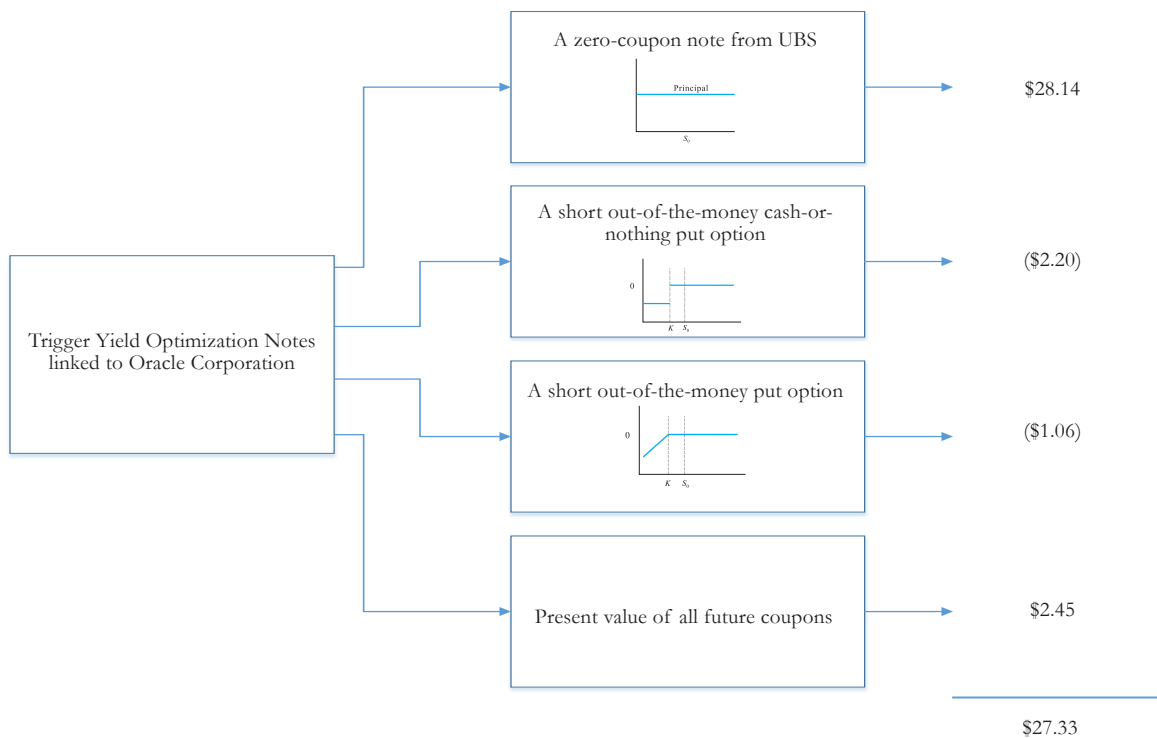 A zero-coupon note from UBS
Principal
S₀
$28.14
A short out-of-the-money cash-or-
nothing put option
0
K
S₀
($2.20)
Trigger Yield Optimization Notes
linked to Oracle Corporation
A short out-of-the-money put option
0
K
S₀
($1.06)
Present value of all future coupons
$2.45
$27.33